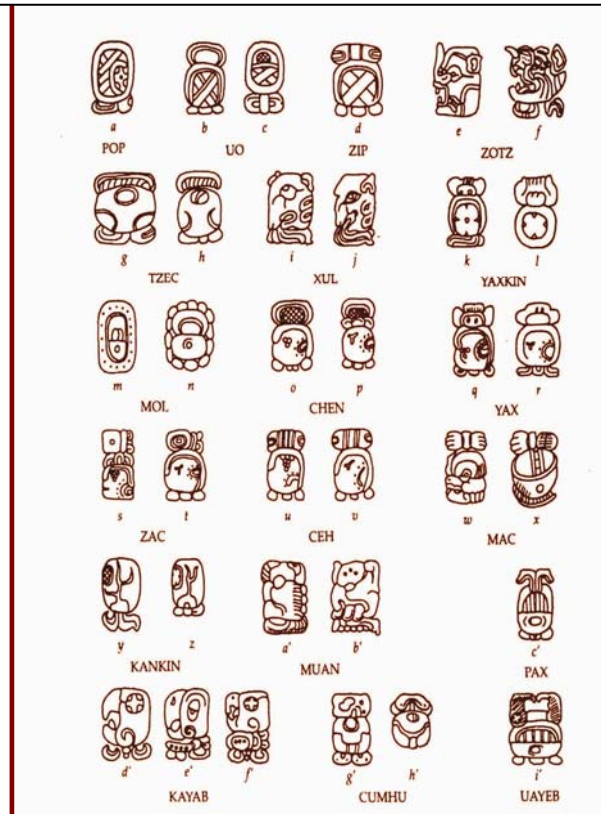 a b c d e f
POP UO ZIP ZOTZ
g h i j k l
TZEC XUL YAXKIN
m n o p q r
MOL CHEN YAX
s t u v w x
ZAC CEH MAC
y z a' b' c'
KANKIN MUAN PAX
d' e' f' g' h' i'
KAYAB CUMHU UAYEB